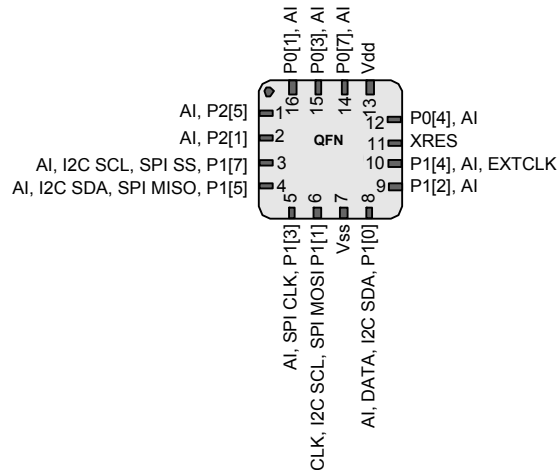 P0[1], AI
P0[3], AI
P0[7], AI
Vdd
16
15
14
13
AI, P2[5]
1
AI, P2[1]
2
AI, I2C SCL, SPI SS, P1[7]
3
AI, I2C SDA, SPI MISO, P1[5]
4
QFN
12
P0[4], AI
11
XRES
10
P1[4], AI, EXTCLK
9
P1[2], AI
5
6
7
8
AI, SPI CLK, P1[3]
CLK, I2C SCL, SPI MOSI P1[1]
Vss
AI, DATA, I2C SDA, P1[0]